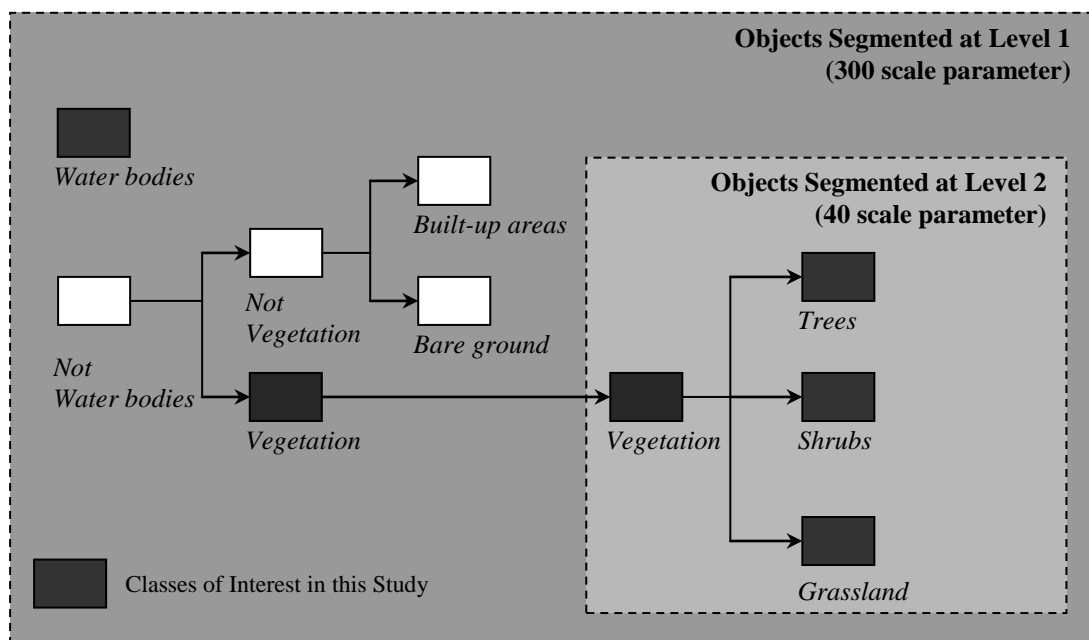 Objects Segmented at Level 1
(300 scale parameter)
Water bodies
Built-up areas
Not
Vegetation
Bare ground
Not
Water bodies
Vegetation
Objects Segmented at Level 2
(40 scale parameter)
Trees
Vegetation
Shrubs
Grassland
Classes of Interest in this Study